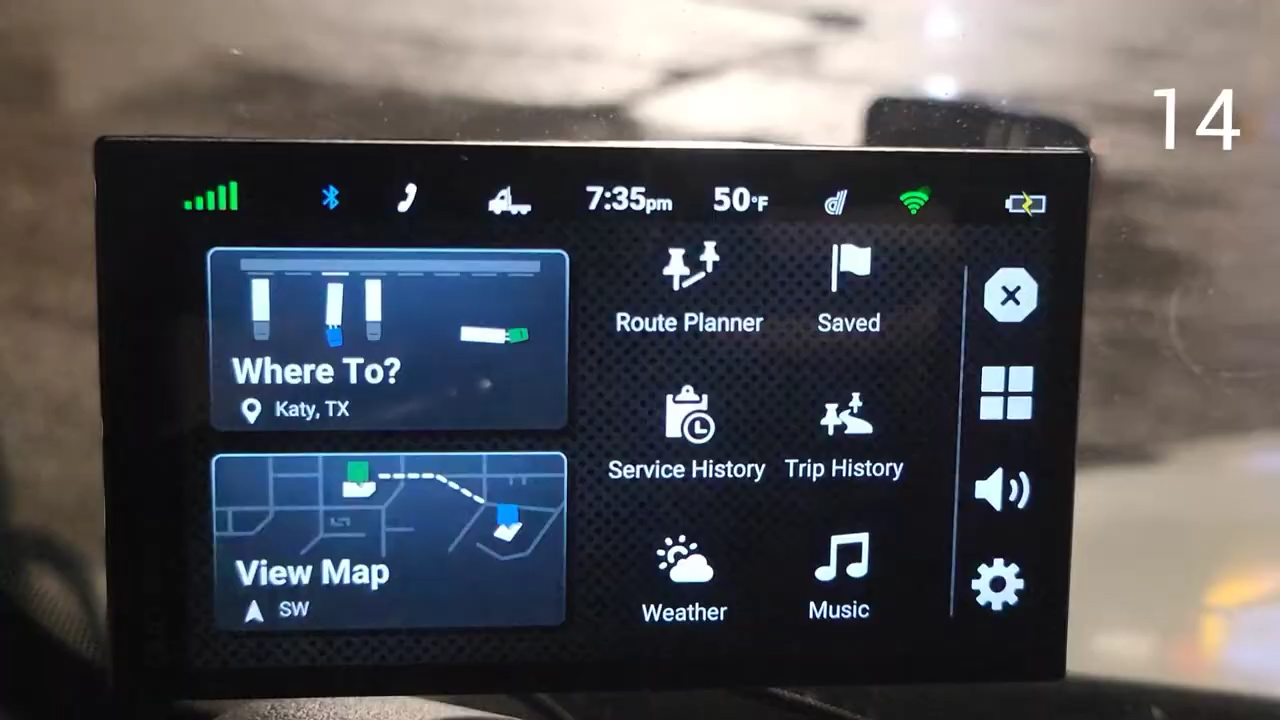 14
7:35pm 50°F
Where To?
Katy, TX
Route Planner Saved
Service History Trip History
View Map
SW
Weather Music